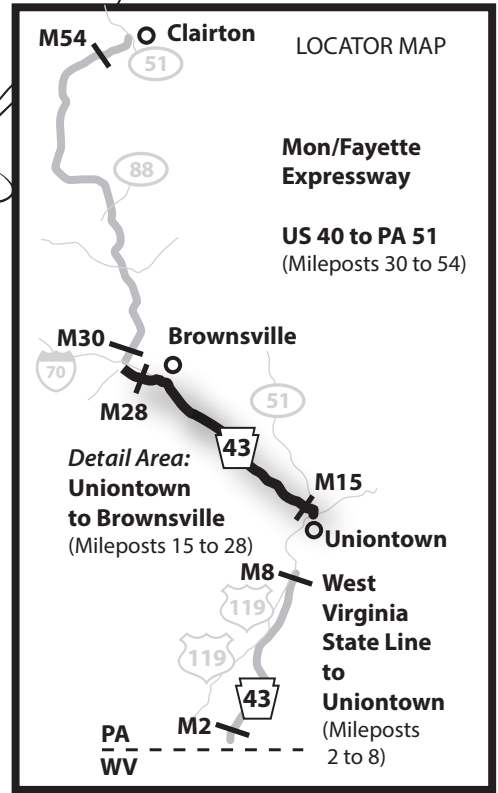 LOCATOR MAP
M54
Clairton
51
Mon/Fayette
Expressway
88
US 40 to PA 51
(Mileposts 30 to 54)
M30
Brownsville
70
51
M28
43
Detail Area:
Uniontown
to Brownsville
(Mileposts 15 to 28)
M15
Uniontown
M8
West
Virginia
State Line
to
Uniontown
(Mileposts
2 to 8)
119
119
43
M2
PA
WV